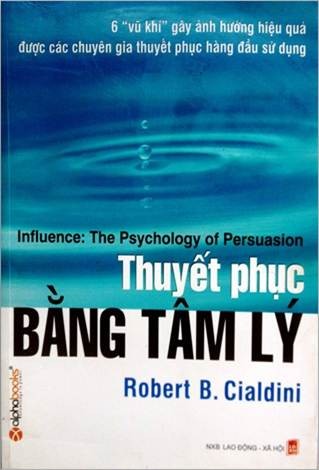 6 "vũ khí" gây ảnh hưởng hiệu quả
được các chuyên gia thuyết phục hàng đầu sử dụng
Influence: The Psychology of Persuasion
Thuyết phục
BẰNG TÂM LÝ
Robert B. Cialdini
alphabooks
NXB LAO ĐỘNG - XÃ HỘI